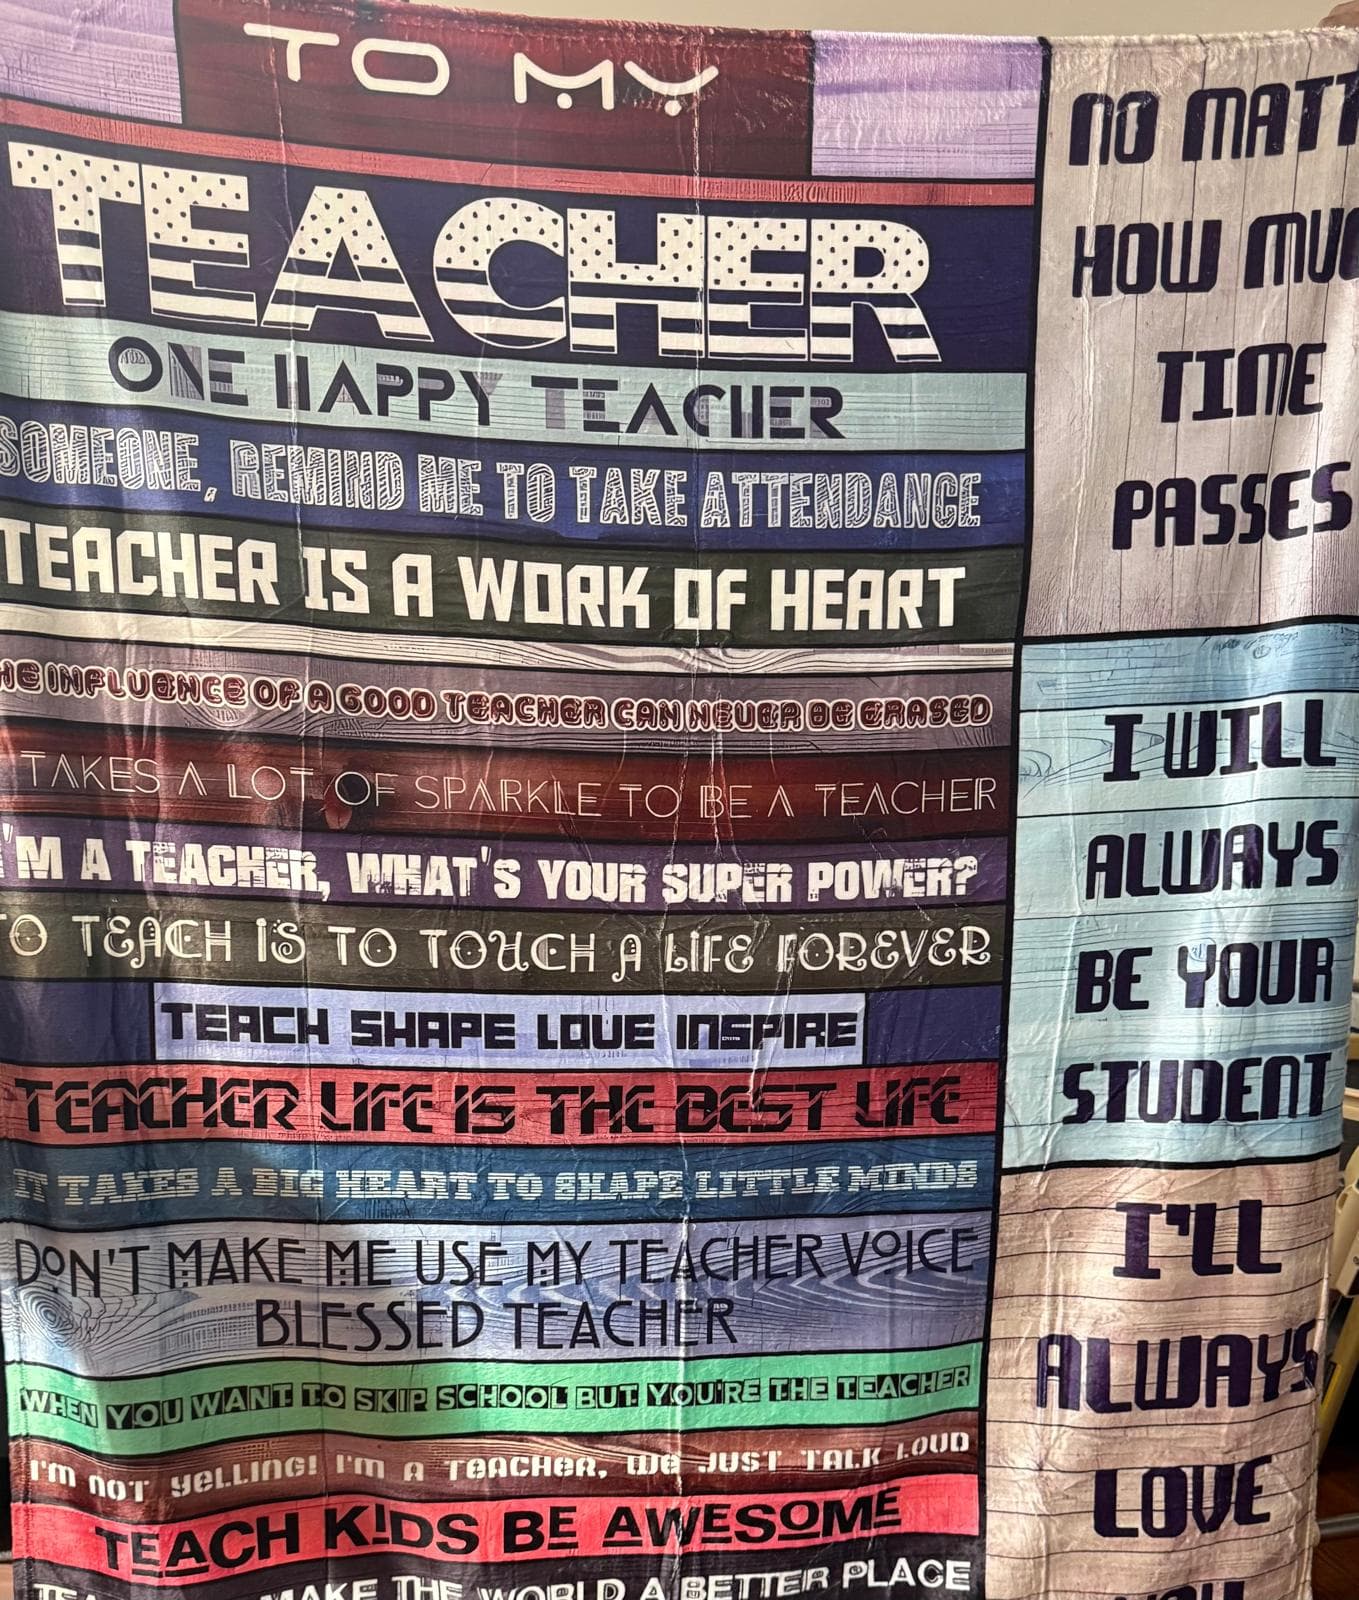 TO MY
TEACHER
ONE HAPPY TEACHER
SOMEONE, REMIND ME TO TAKE ATTENDANCE
TEACHER IS A WORK OF HEART
HE INFLUENCE OF A GOOD TEACHER CAN NEVER BE ERASED
TAKES A LOT OF SPARKLE TO BE A TEACHER
I'M A TEACHER, WHAT'S YOUR SUPER POWER?
O TEACH IS TO TOUCH A LIFE FOREVER
TEACH SHAPE LOVE INSPIRE
TEACHER LIFE IS THE BEST LIFE
IT TAKES A BIG HEART TO SHAPE LITTLE MINDS
DON'T MAKE ME USE MY TEACHER VOICE
BLESSED TEACHER
WHEN YOU WANT TO SKIP SCHOOL BUT YOU'RE THE TEACHER
I'M NOT YELLING! I'M A TEACHER, WE JUST TALK LOUD
TEACH KIDS BE AWESOME
MAKE THE WORLD A BETTER PLACE
NO MATT
HOW MUC
TIME
PASSES
I WILL
ALWAYS
BE YOUR
STUDENT
I'LL
ALWAYS
LOVE
YOU